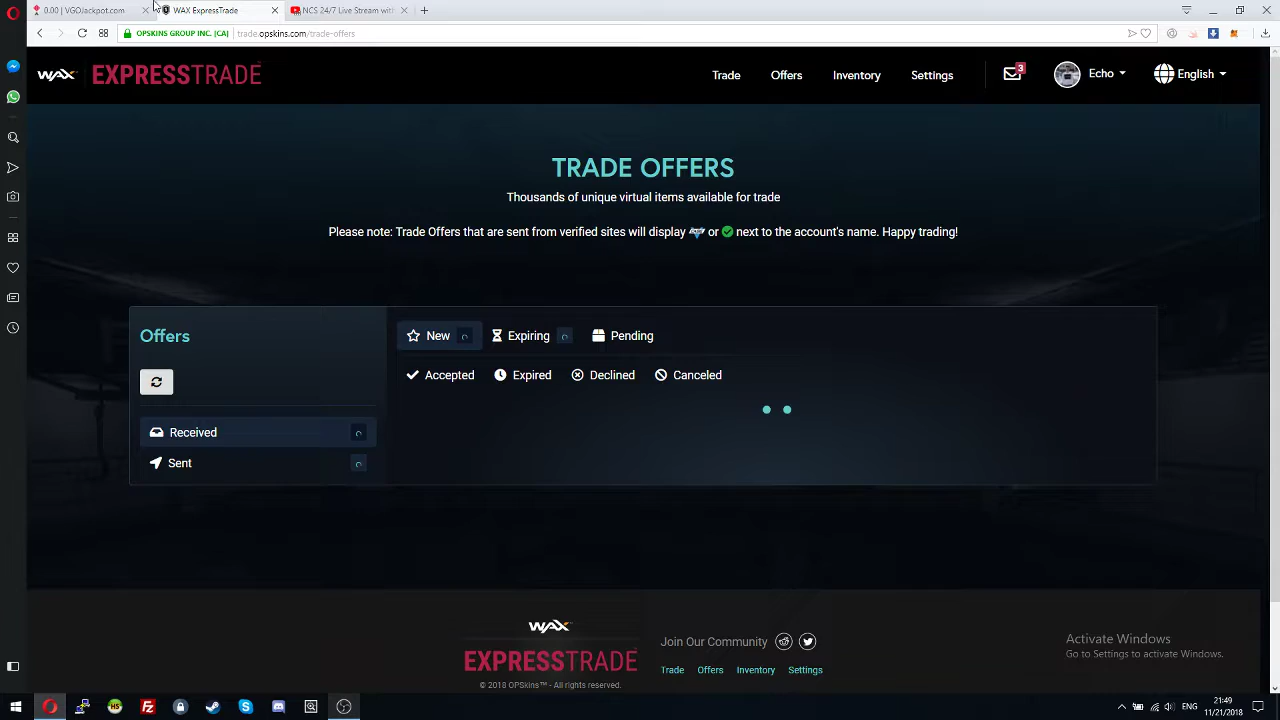 0.00 | VGOJackpot.com
WAX ExpressTrade
NCS 24/7 Live Stream with
OPSKINS GROUP INC. [CA]
trade.opskins.com/trade-offers
WAX EXPRESSTRADE
Trade
Offers
Inventory
Settings
3
Echo
English
TRADE OFFERS
Thousands of unique virtual items available for trade
Please note: Trade Offers that are sent from verified sites will display or next to the account's name. Happy trading!
Offers
New
Expiring
Pending
Accepted
Expired
Declined
Canceled
Received
Sent
WAX
EXPRESSTRADE
© 2018 OPSkins™ - All rights reserved.
Join Our Community
Trade
Offers
Inventory
Settings
Activate Windows
Go to Settings to activate Windows.
ENG
21:49
11/21/2018